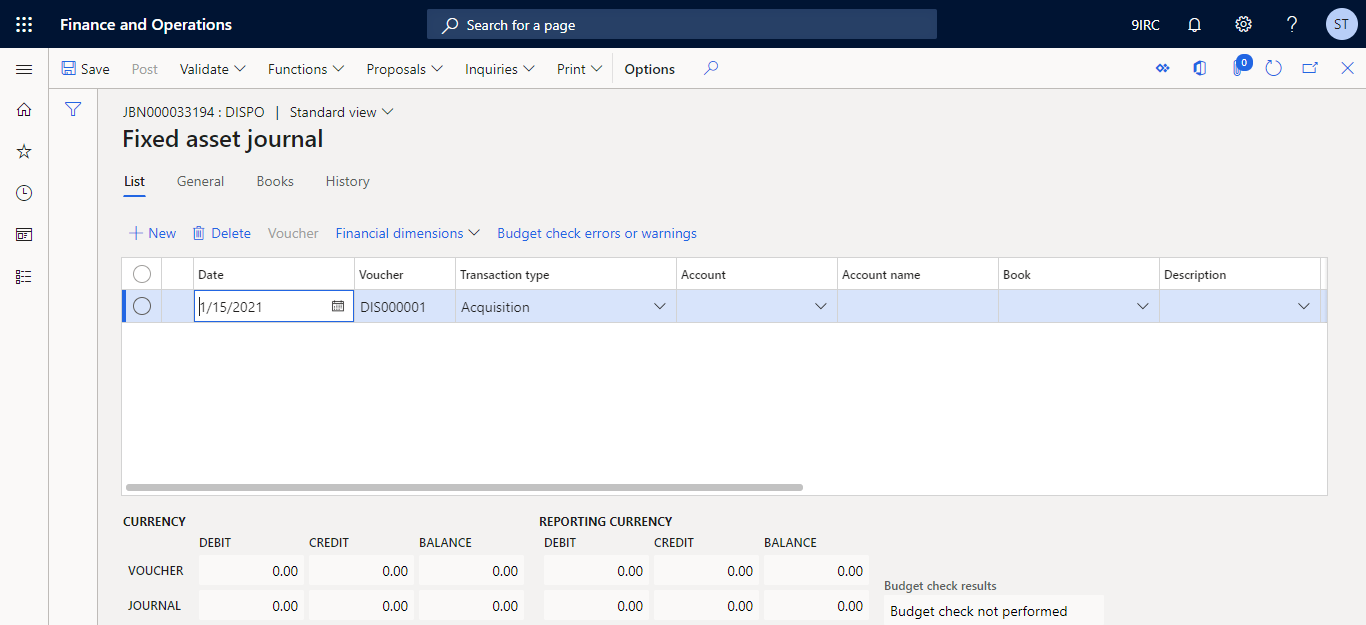 Finance and Operations
Search for a page
9IRC
?
ST
Save Post Validate Functions Proposals Inquiries Print Options
0
JBN000033194 : DISPO | Standard view
Fixed asset journal
List General Books History
New Delete Voucher Financial dimensions Budget check errors or warnings
Date Voucher Transaction type Account Account name Book Description
1/15/2021 DIS000001 Acquisition
CURRENCY REPORTING CURRENCY
DEBIT CREDIT BALANCE DEBIT CREDIT BALANCE
VOUCHER 0.00 0.00 0.00 0.00 0.00 0.00
Budget check results
JOURNAL 0.00 0.00 0.00 0.00 0.00 0.00
Budget check not performed